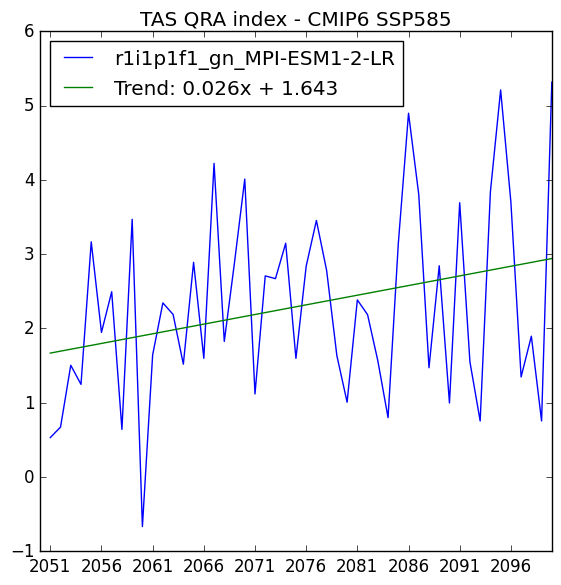 TAS QRA index - CMIP6 SSP585
r1i1p1f1_gn_MPI-ESM1-2-LR
Trend: 0.026x + 1.643
6
5
4
3
2
1
0
−1
2051 2056 2061 2066 2071 2076 2081 2086 2091 2096